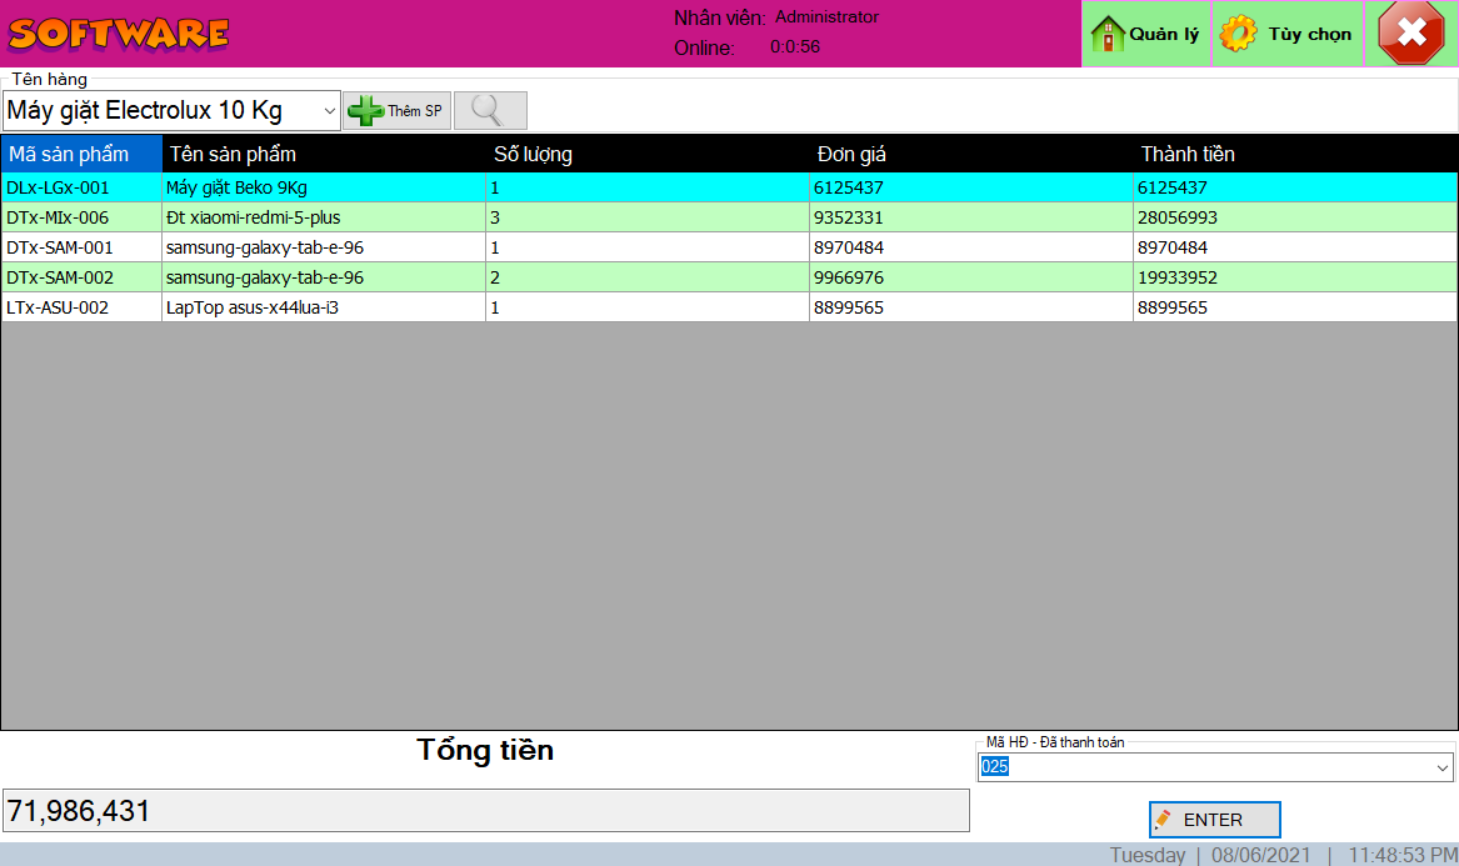 SOFTWARE
Nhân viên: Administrator
Online: 0:0:56
Quản lý
Tùy chọn
Tên hàng
Máy giặt Electrolux 10 Kg
Thêm SP
Mã sản phẩm Tên sản phẩm Số lượng Đơn giá Thành tiền
DLx-LGx-001 Máy giặt Beko 9Kg 1 6125437 6125437
DTx-MIx-006 Đt xiaomi-redmi-5-plus 3 9352331 28056993
DTx-SAM-001 samsung-galaxy-tab-e-96 1 8970484 8970484
DTx-SAM-002 samsung-galaxy-tab-e-96 2 9966976 19933952
LTx-ASU-002 LapTop asus-x44lua-i3 1 8899565 8899565
Tổng tiền
71,986,431
Mã HĐ - Đã thanh toán
025
ENTER
Tuesday | 08/06/2021 | 11:48:53 PM